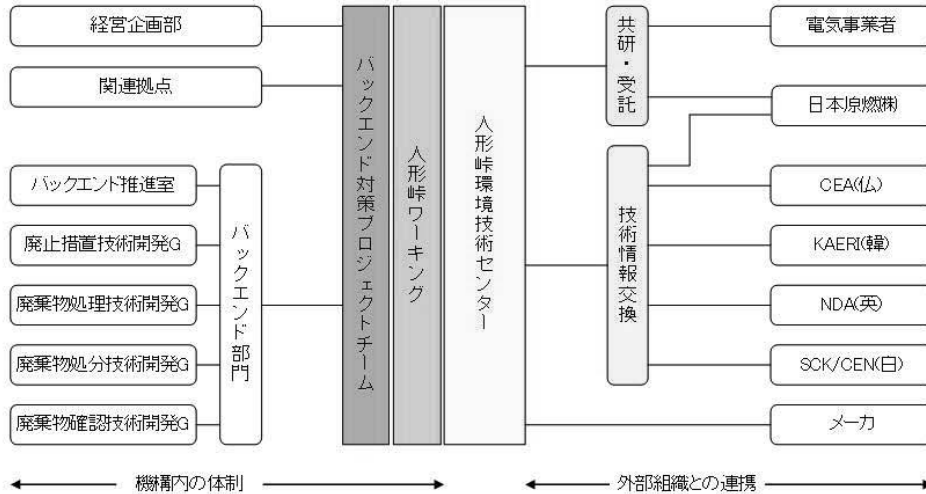 経営企画部
関連拠点
バックエンド推進室
廃止措置技術開発G
廃棄物処理技術開発G
廃棄物処分技術開発G
廃棄物確認技術開発G
バックエンド部門
バックエンド対策プロジェクトチーム
人形峠ワーキング
人形峠環境技術センター
共研・受託
技術情報交換
電気事業者
日本原燃㈱
CEA(仏)
KAERI(韓)
NDA(英)
SCK/CEN(白)
メーカ
機構内の体制
外部組織との連携